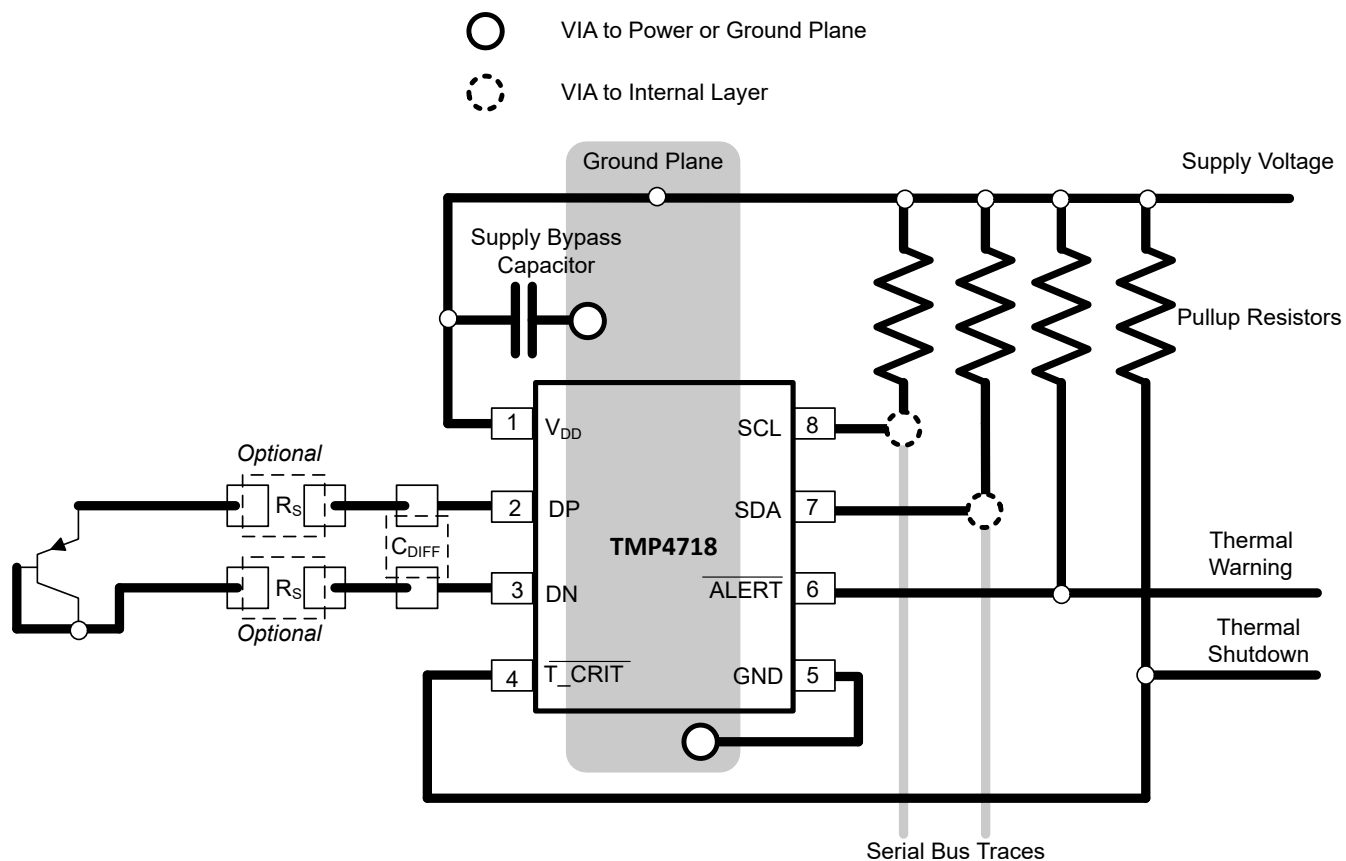 VIA to Power or Ground Plane
VIA to Internal Layer
Ground Plane
Supply Voltage
Supply Bypass
Capacitor
Pullup Resistors
1
VDD
SCL
8
Optional
RS
2
DP
SDA
7
CDIFF
TMP4718
RS
3
DN
ALERT
6
Thermal
Warning
Optional
Thermal
Shutdown
4
T_CRIT
GND
5
Serial Bus Traces